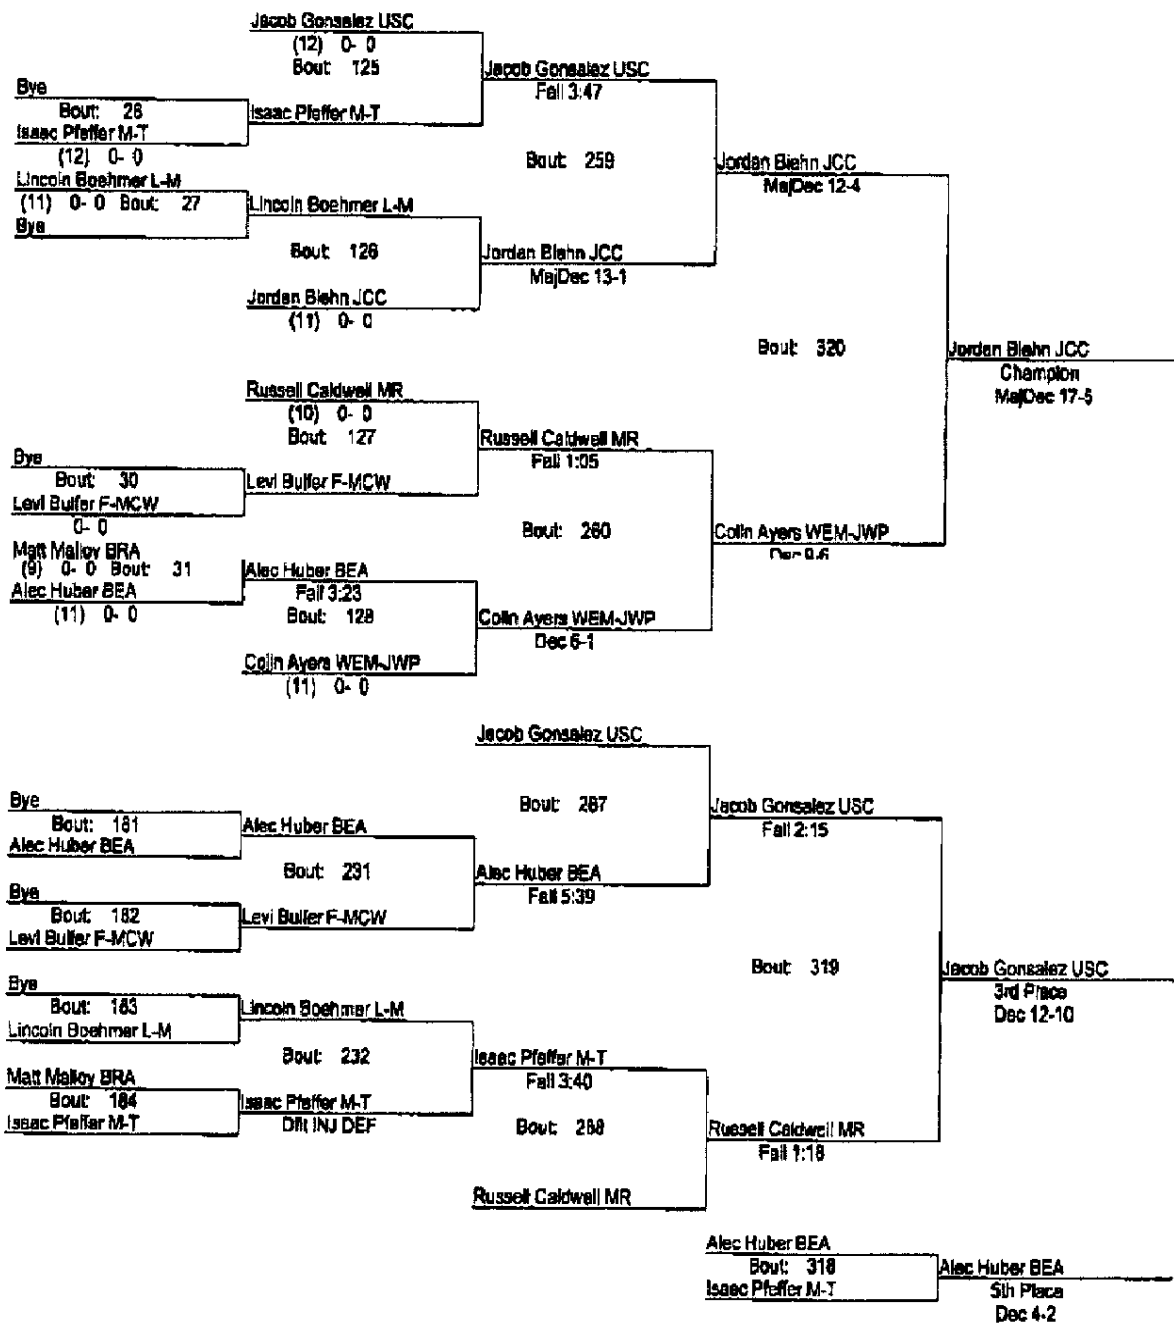 Jacob Gonsalez USC
(12) 0- 0
Bout: 125
Jacob Gonsalez USC
Fall 3:47
Bye
Bout: 28
Isaac Pfeffer M-T
Isaac Pfeffer M-T
(12) 0- 0
Bout: 259
Jordan Biehn JCC
MajDec 12-4
Lincoln Boehmer L-M
(11) 0- 0 Bout: 27
Lincoln Boehmer L-M
Bye
Bout: 126
Jordan Biehn JCC
MajDec 13-1
Jordan Biehn JCC
(11) 0- 0
Bout: 320
Jordan Biehn JCC
Champion
MajDec 17-5
Russell Caldwell MR
(10) 0- 0
Bout: 127
Russell Caldwell MR
Fall 1:05
Bye
Bout: 30
Levi Bulfer F-MCW
Levi Bulfer F-MCW
0- 0
Bout: 260
Colin Ayers WEM-JWP
Dec 9-6
Matt Malloy BRA
(9) 0- 0 Bout: 31
Alec Huber BEA
Fall 3:23
Alec Huber BEA
(11) 0- 0
Bout: 128
Colin Ayers WEM-JWP
Dec 6-1
Colin Ayers WEM-JWP
(11) 0- 0
Jacob Gonsalez USC
Bout: 287
Jacob Gonsalez USC
Fall 2:15
Bye
Bout: 181
Alec Huber BEA
Alec Huber BEA
Bout: 231
Alec Huber BEA
Fall 5:39
Bye
Bout: 182
Levi Bulfer F-MCW
Levi Bulfer F-MCW
Bout: 319
Jacob Gonsalez USC
3rd Place
Dec 12-10
Bye
Bout: 183
Lincoln Boehmer L-M
Lincoln Boehmer L-M
Bout: 232
Isaac Pfeffer M-T
Fall 3:40
Matt Malloy BRA
Bout: 184
Isaac Pfeffer M-T
Isaac Pfeffer M-T
Dflt INJ DEF
Bout: 288
Russell Caldwell MR
Fall 1:18
Russell Caldwell MR
Alec Huber BEA
Bout: 318
Isaac Pfeffer M-T
Alec Huber BEA
5th Place
Dec 4-2